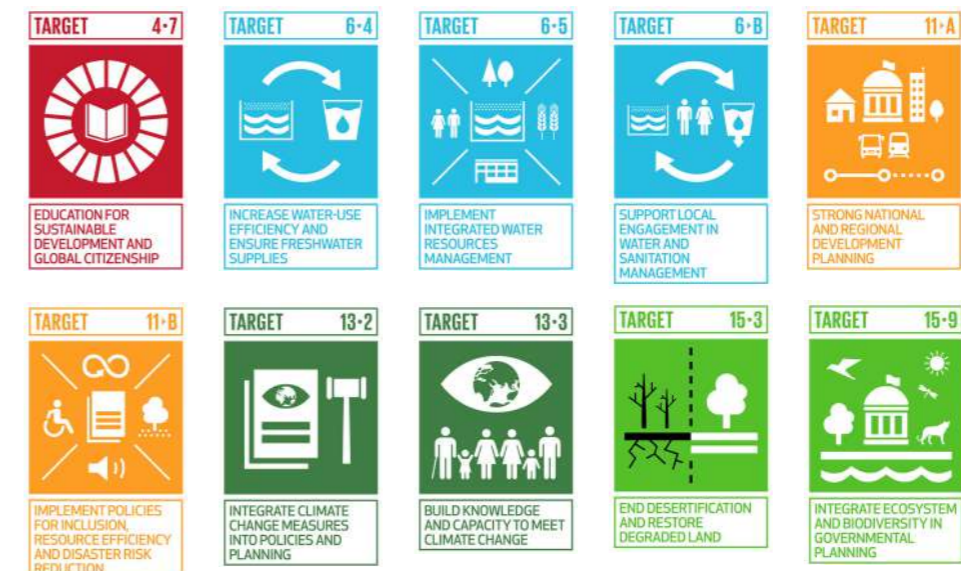 TARGET 4·7
EDUCATION FOR
SUSTAINABLE
DEVELOPMENT AND
GLOBAL CITIZENSHIP
TARGET 6·4
INCREASE WATER-USE
EFFICIENCY AND
ENSURE FRESHWATER
SUPPLIES
TARGET 6·5
IMPLEMENT
INTEGRATED WATER
RESOURCES
MANAGEMENT
TARGET 6·B
SUPPORT LOCAL
ENGAGEMENT IN
WATER AND
SANITATION
MANAGEMENT
TARGET 11·A
STRONG NATIONAL
AND REGIONAL
DEVELOPMENT
PLANNING
TARGET 11·B
IMPLEMENT POLICIES
FOR INCLUSION,
RESOURCE EFFICIENCY
AND DISASTER RISK
REDUCTION
TARGET 13·2
INTEGRATE CLIMATE
CHANGE MEASURES
INTO POLICIES AND
PLANNING
TARGET 13·3
BUILD KNOWLEDGE
AND CAPACITY TO MEET
CLIMATE CHANGE
TARGET 15·3
END DESERTIFICATION
AND RESTORE
DEGRADED LAND
TARGET 15·9
INTEGRATE ECOSYSTEM
AND BIODIVERSITY IN
GOVERNMENTAL
PLANNING